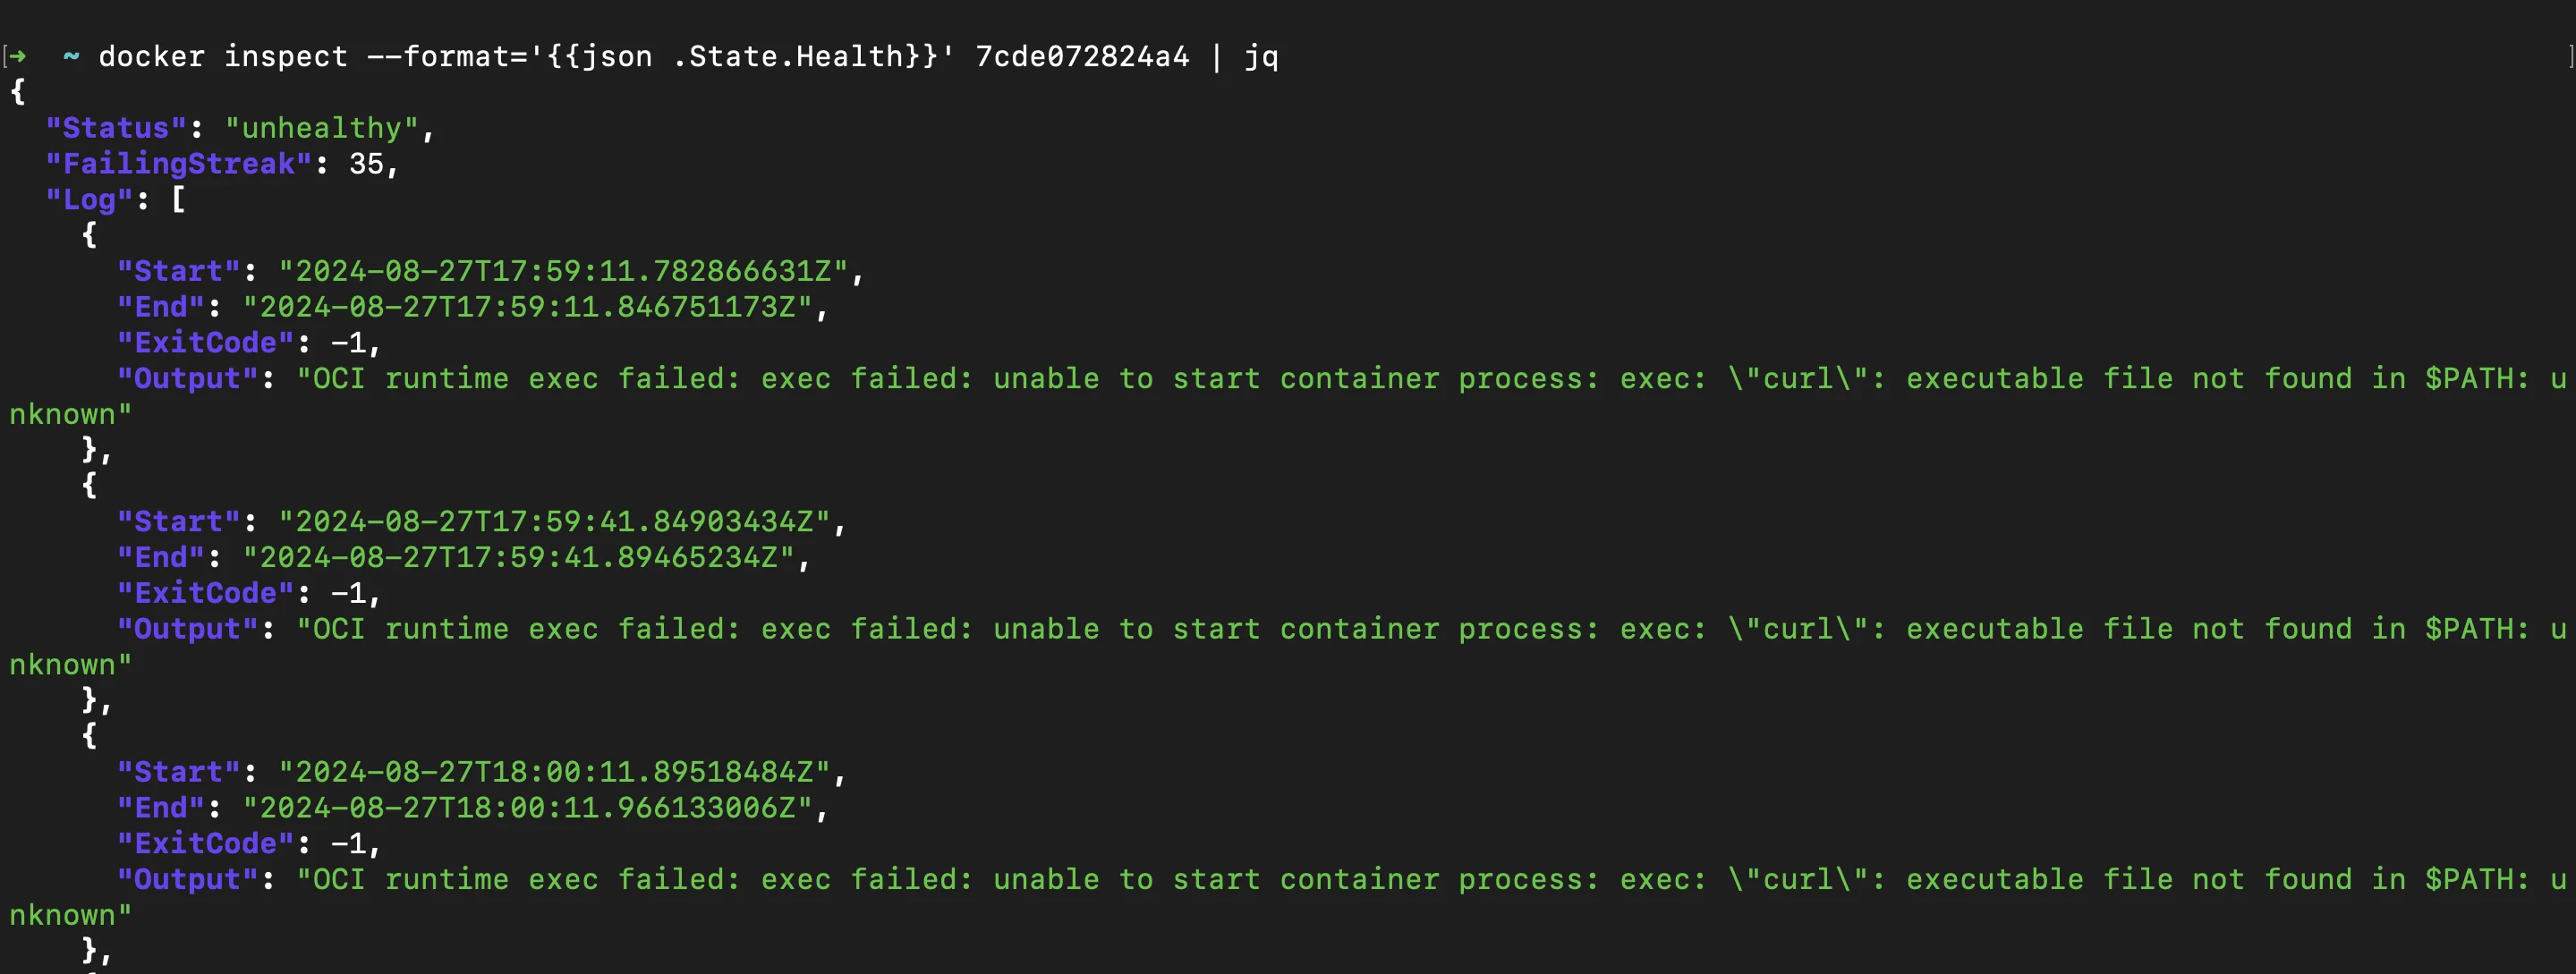 [➜  ~ docker inspect --format='{{json .State.Health}}' 7cde072824a4 | jq ]
{
  "Status": "unhealthy",
  "FailingStreak": 35,
  "Log": [
    {
      "Start": "2024-08-27T17:59:11.782866631Z",
      "End": "2024-08-27T17:59:11.846751173Z",
      "ExitCode": -1,
      "Output": "OCI runtime exec failed: exec failed: unable to start container process: exec: \"curl\": executable file not found in $PATH: u
nknown"
    },
    {
      "Start": "2024-08-27T17:59:41.84903434Z",
      "End": "2024-08-27T17:59:41.89465234Z",
      "ExitCode": -1,
      "Output": "OCI runtime exec failed: exec failed: unable to start container process: exec: \"curl\": executable file not found in $PATH: u
nknown"
    },
    {
      "Start": "2024-08-27T18:00:11.89518484Z",
      "End": "2024-08-27T18:00:11.966133006Z",
      "ExitCode": -1,
      "Output": "OCI runtime exec failed: exec failed: unable to start container process: exec: \"curl\": executable file not found in $PATH: u
nknown"
    },